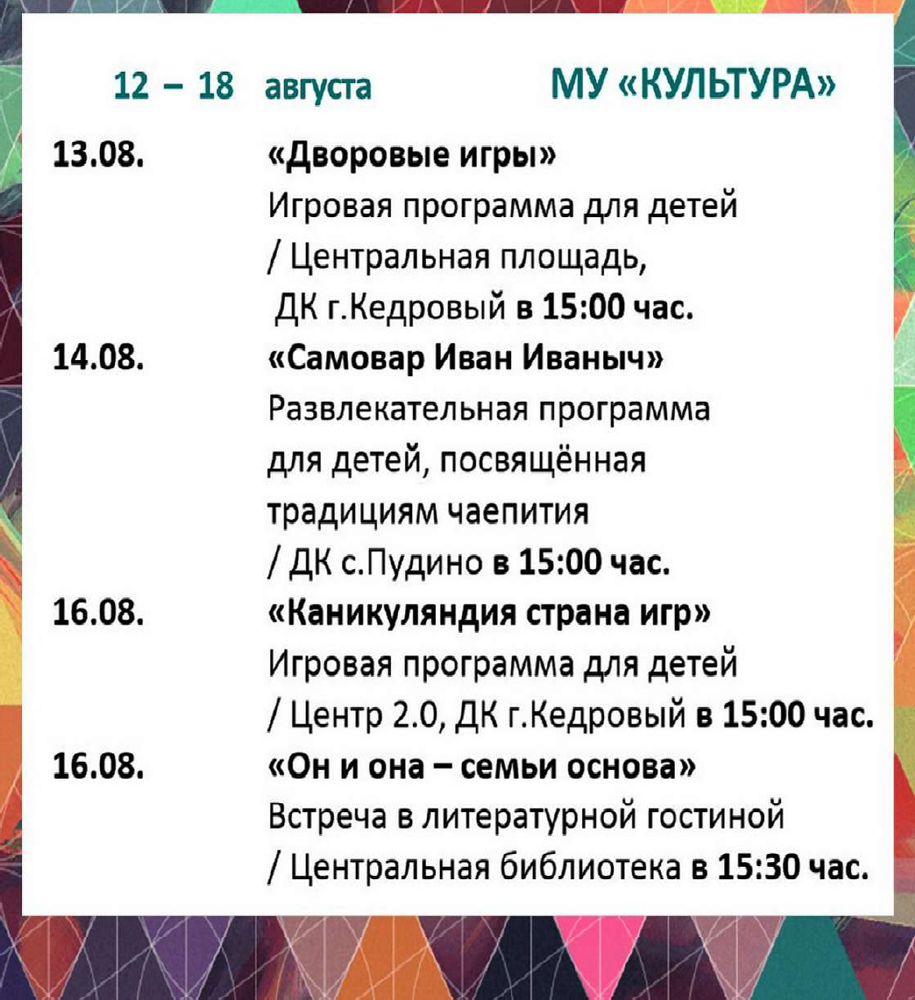 12 – 18 августа МУ «КУЛЬТУРА»
13.08. «Дворовые игры»
Игровая программа для детей
/ Центральная площадь,
ДК г.Кедровый в 15:00 час.
14.08. «Самовар Иван Иваныч»
Развлекательная программа
для детей, посвящённая
традициям чаепития
/ ДК с.Пудино в 15:00 час.
16.08. «Каникуляндия страна игр»
Игровая программа для детей
/ Центр 2.0, ДК г.Кедровый в 15:00 час.
16.08. «Он и она – семьи основа»
Встреча в литературной гостиной
/ Центральная библиотека в 15:30 час.